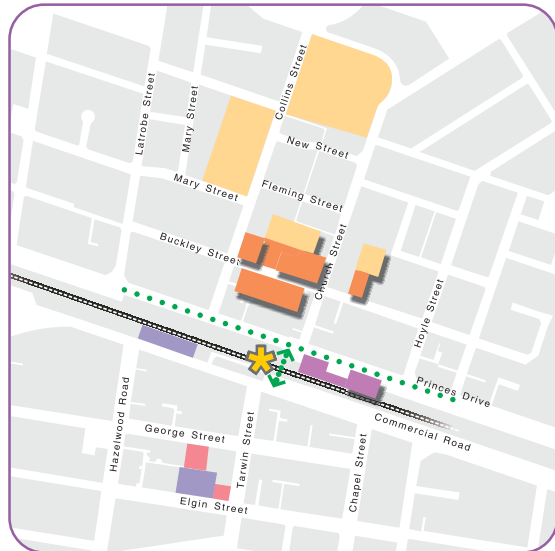 Collins Street
Latrobe Street
Mary Street
New Street
Mary Street
Fleming Street
Buckley Street
Church Street
Hoyle Street
Princes Drive
Hazelwood Road
Commercial Road
George Street
Tarwin Street
Chapel Street
Elgin Street